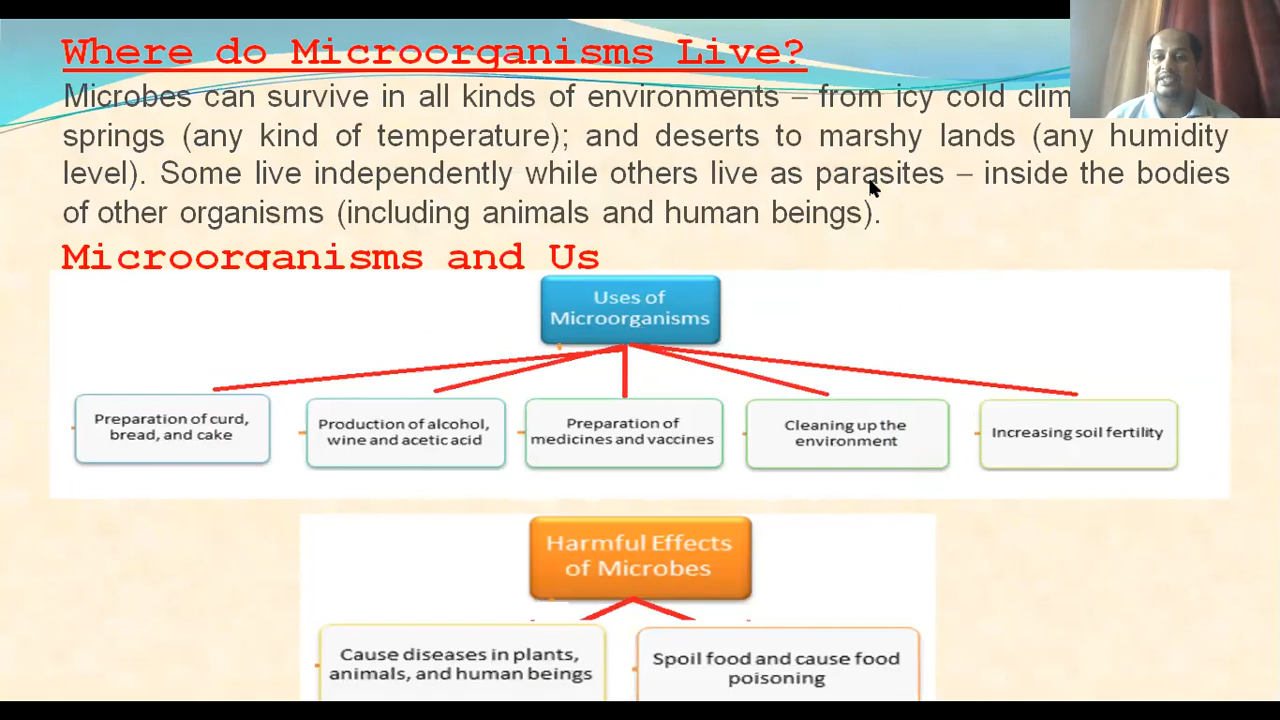 Where do Microorganisms Live?
Microbes can survive in all kinds of environments – from icy cold
springs (any kind of temperature); and deserts to marshy lands (any humidity
level). Some live independently while others live as parasites – inside the bodies
of other organisms (including animals and human beings).
Microorganisms and Us
Uses of
Microorganisms
Preparation of curd,
bread, and cake
Production of alcohol,
wine and acetic acid
Preparation of
medicines and vaccines
Cleaning up the
environment
Increasing soil fertility
Harmful Effects
of Microbes
Cause diseases in plants,
animals, and human beings
Spoil food and cause food
poisoning